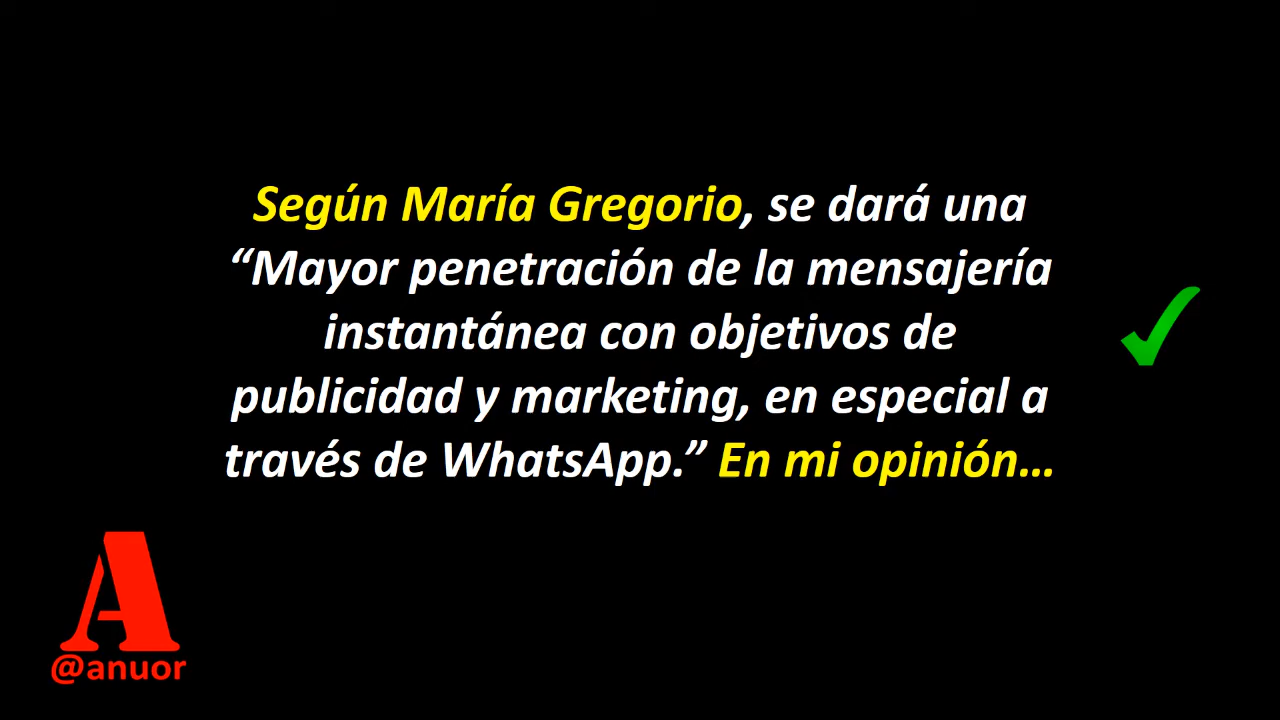 Según María Gregorio, se dará una
“Mayor penetración de la mensajería
instantánea con objetivos de
publicidad y marketing, en especial a
través de WhatsApp.” En mi opinión…
A
@anuor